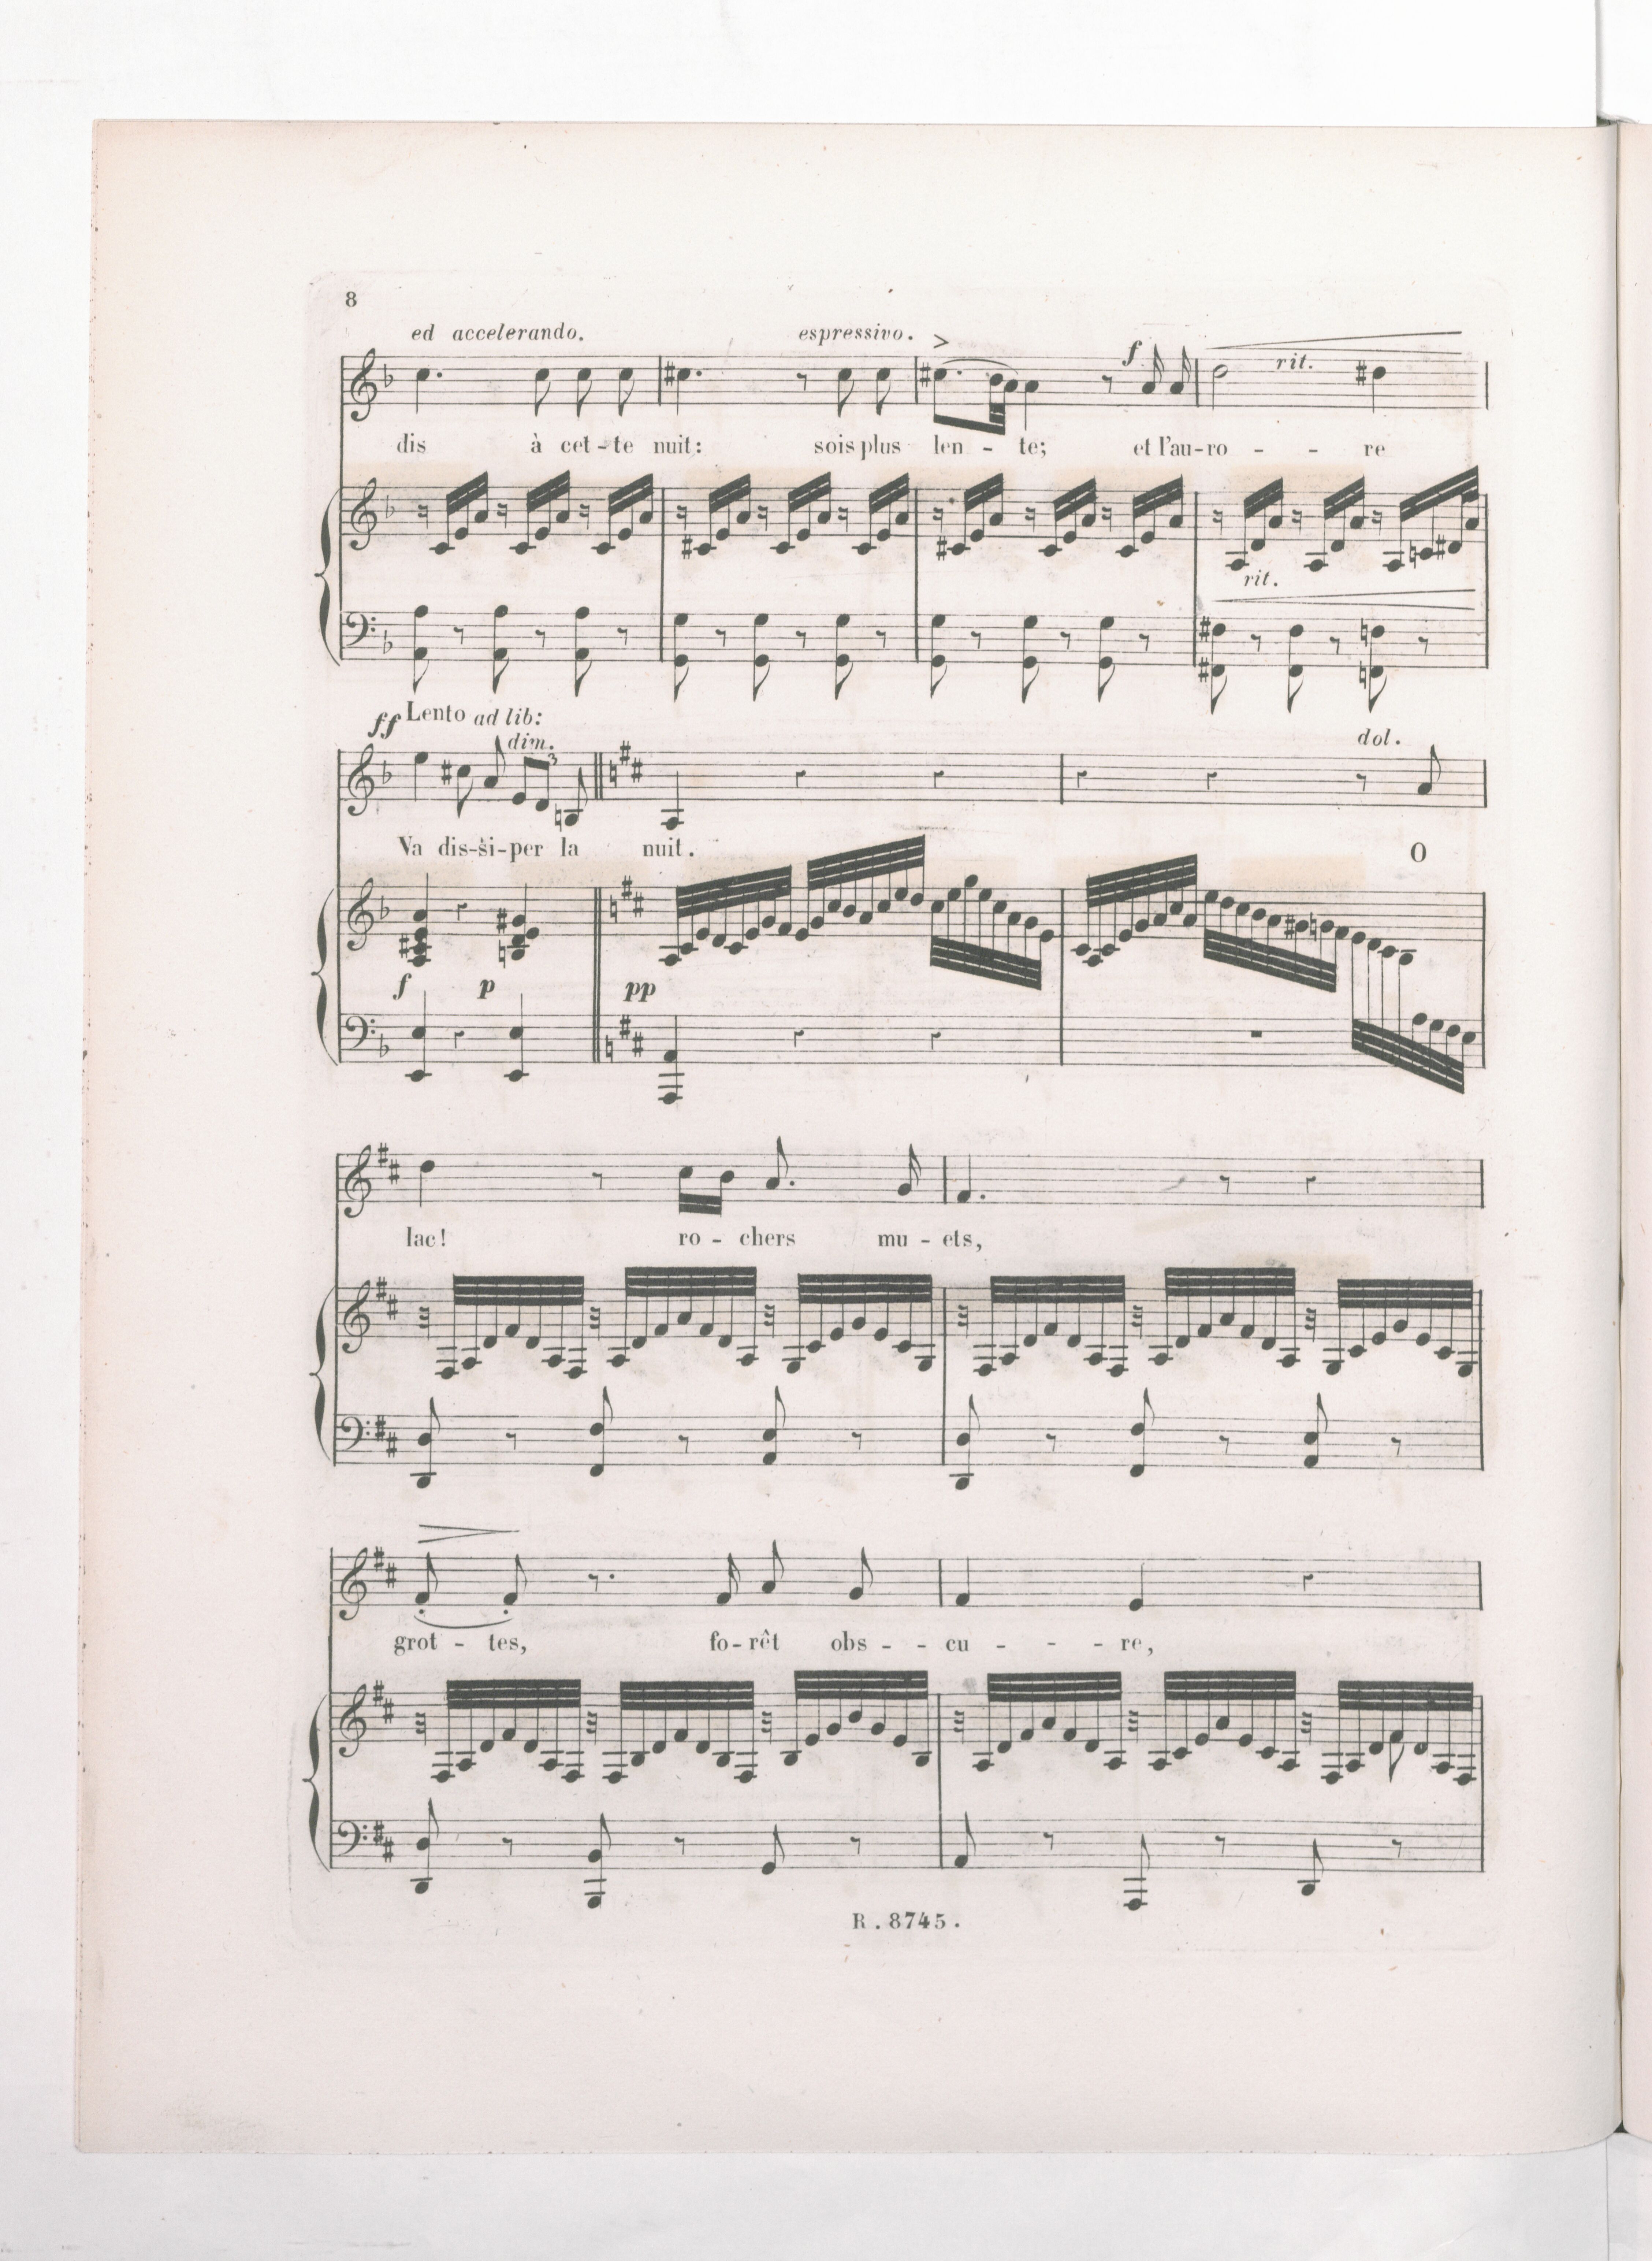 8
ed accelerando. espressivo.
f rit.
dis à cet-te nuit: sois plus len - te; et l'au-ro - - re
rit.
ff Lento ad lib:
dim. dol.
3
Va dis-si-per la nuit. O
f p pp
lac! ro - chers mu - ets,
grot - tes, fo-rêt obs - - cu - - - re,
R. 8745.